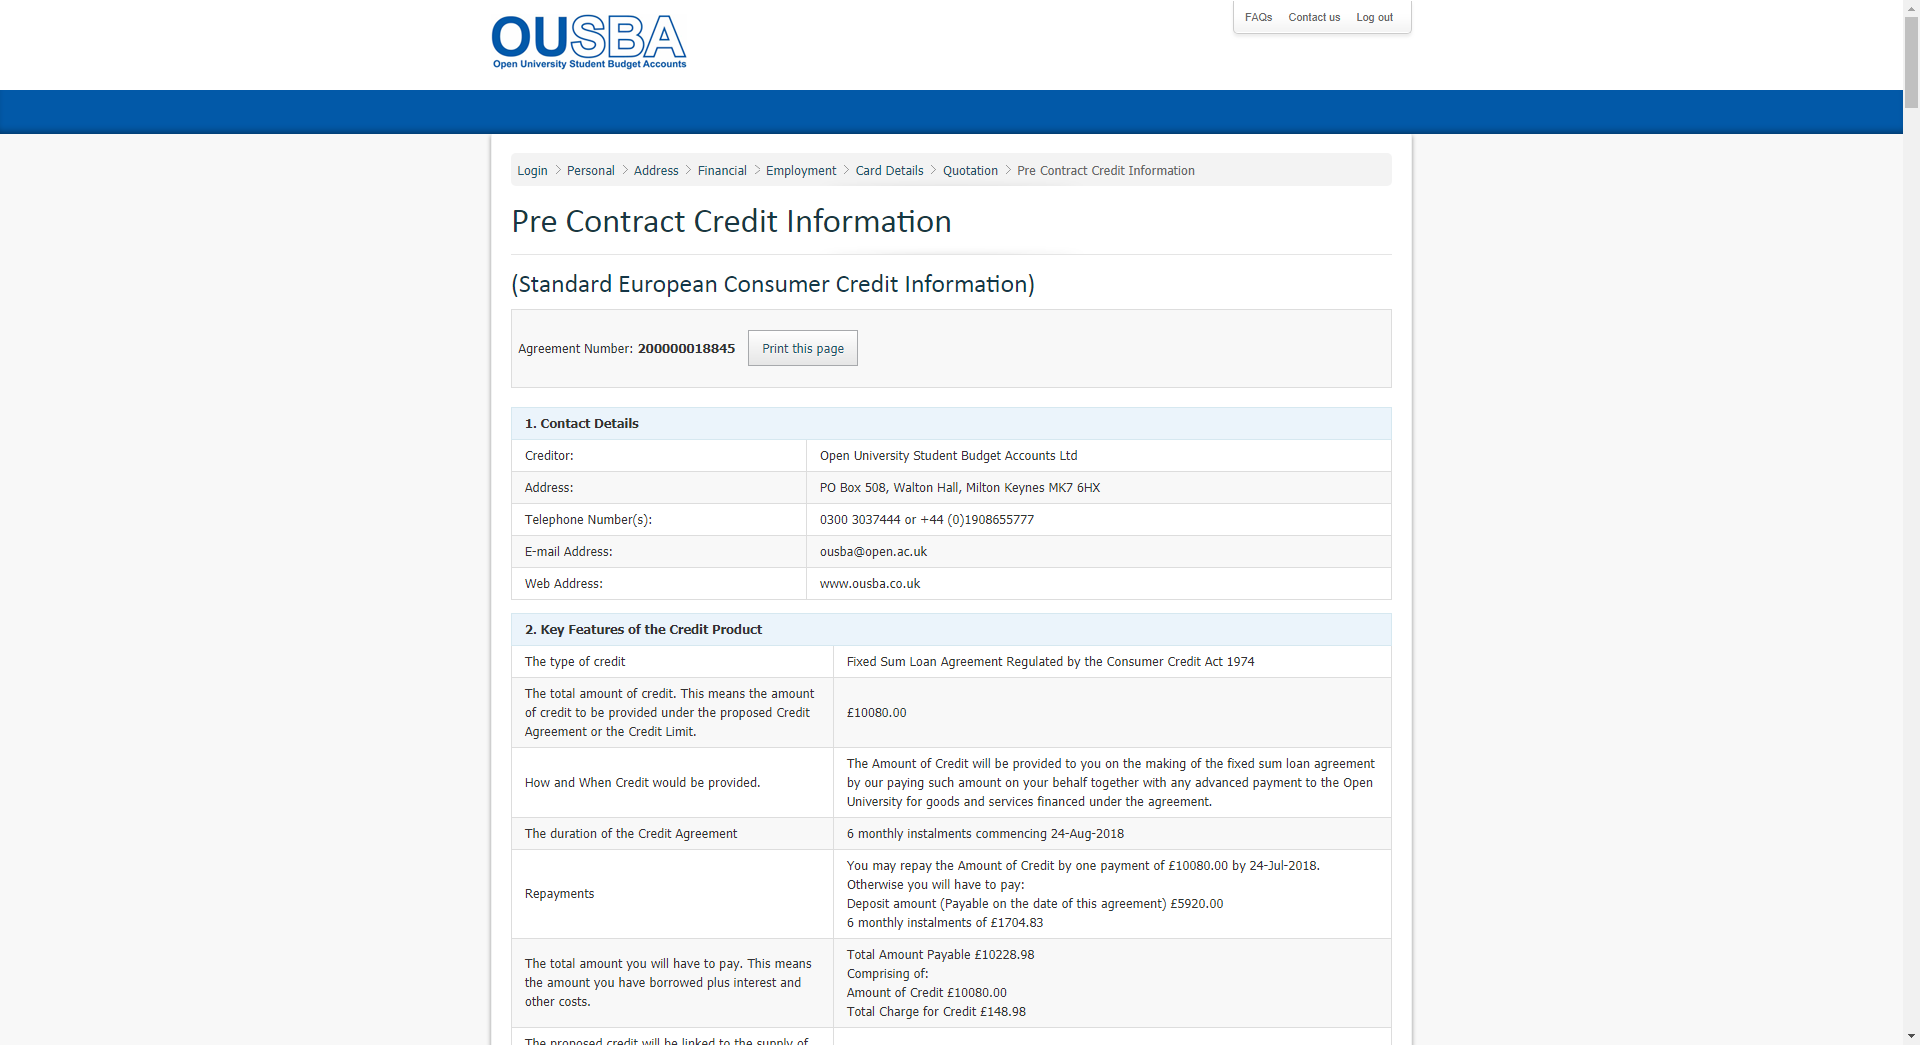 OUSBA
Open University Student Budget Accounts
FAQs Contact us Log out
Login > Personal > Address > Financial > Employment > Card Details > Quotation > Pre Contract Credit Information
Pre Contract Credit Information
(Standard European Consumer Credit Information)
Agreement Number: 200000018845 Print this page
1. Contact Details
Creditor: Open University Student Budget Accounts Ltd
Address: PO Box 508, Walton Hall, Milton Keynes MK7 6HX
Telephone Number(s): 0300 3037444 or +44 (0)1908655777
E-mail Address: ousba@open.ac.uk
Web Address: www.ousba.co.uk
2. Key Features of the Credit Product
The type of credit Fixed Sum Loan Agreement Regulated by the Consumer Credit Act 1974
The total amount of credit. This means the amount
of credit to be provided under the proposed Credit
Agreement or the Credit Limit.
£10080.00
How and When Credit would be provided.
The Amount of Credit will be provided to you on the making of the fixed sum loan agreement
by our paying such amount on your behalf together with any advanced payment to the Open
University for goods and services financed under the agreement.
The duration of the Credit Agreement 6 monthly instalments commencing 24-Aug-2018
Repayments
You may repay the Amount of Credit by one payment of £10080.00 by 24-Jul-2018.
Otherwise you will have to pay:
Deposit amount (Payable on the date of this agreement) £5920.00
6 monthly instalments of £1704.83
The total amount you will have to pay. This means
the amount you have borrowed plus interest and
other costs.
Total Amount Payable £10228.98
Comprising of:
Amount of Credit £10080.00
Total Charge for Credit £148.98
The proposed credit will be linked to the supply of